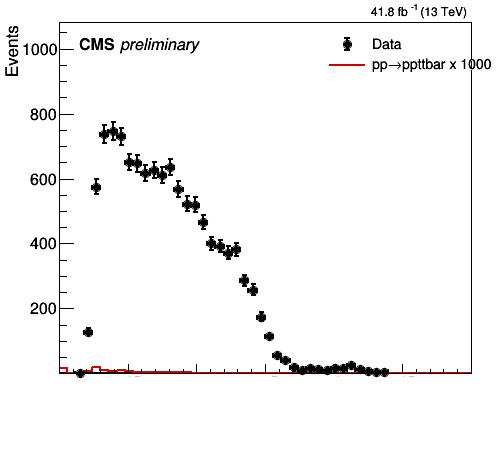 41.8 fb⁻¹ (13 TeV)
Events
CMS preliminary
Data
pp→ppttbar x 1000
1000
800
600
400
200